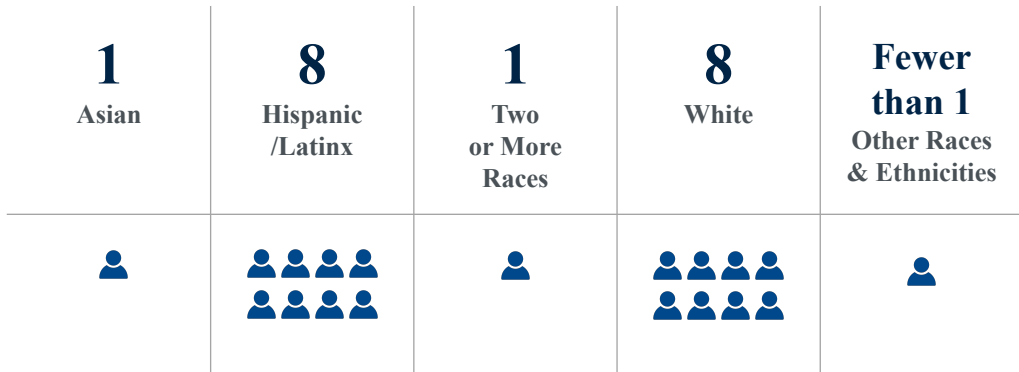 1
Asian
8
Hispanic
/Latinx
1
Two
or More
Races
8
White
Fewer
than 1
Other Races
& Ethnicities